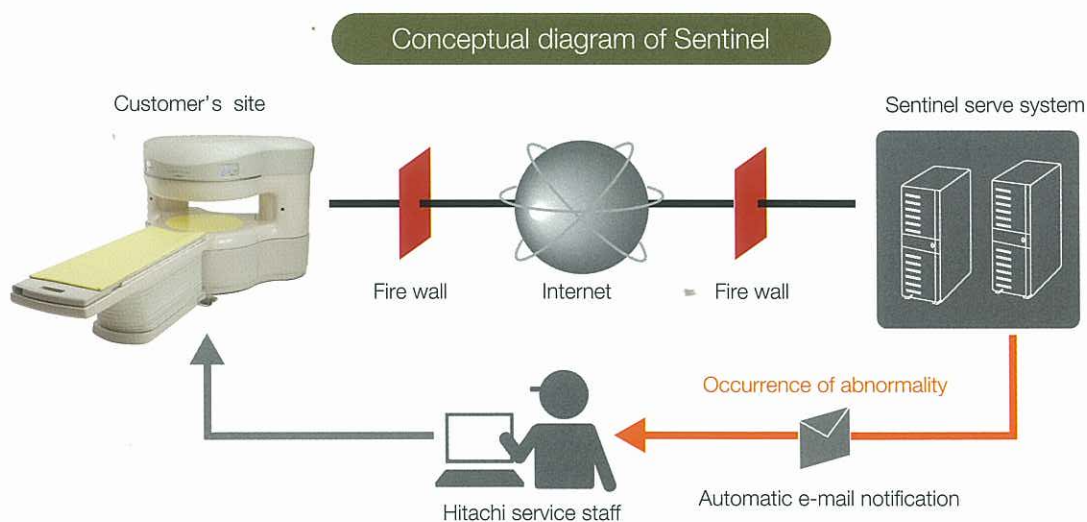 Conceptual diagram of Sentinel
Customer's site
Sentinel serve system
Fire wall
Internet
Fire wall
Occurrence of abnormality
Automatic e-mail notification
Hitachi service staff